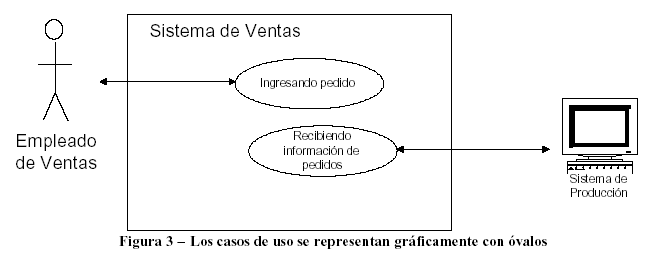 Sistema de Ventas
Ingresando pedido
Empleado
de Ventas
Recibiendo
información de
pedidos
Sistema de
Producción
Figura 3 – Los casos de uso se representan gráficamente con óvalos